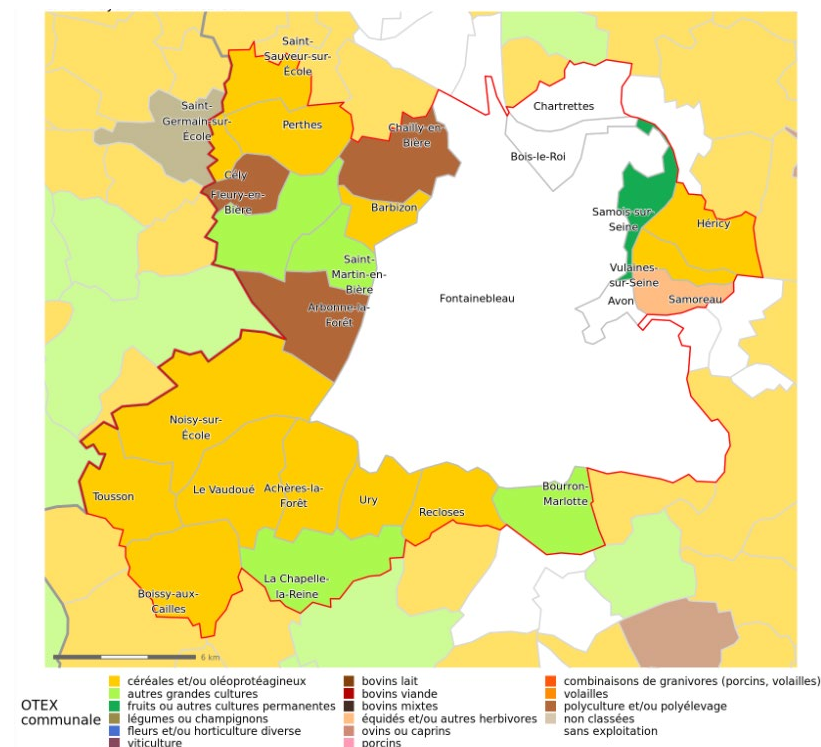 Saint-
Sauveur-sur-
École
Saint-
Germain-sur-
École
Perthes
Chailly-en-
Bière
Chartrettes
Bois-le-Roi
Cély
Fleury-en-
Bière
Barbizon
Samois-sur-
Seine
Héricy
Saint-
Martin-en-
Bière
Vulaines-
sur-Seine
Fontainebleau
Avon
Samoreau
Arbonne-la-
Forêt
Noisy-sur-
École
Tousson
Le Vaudoué
Achères-la-
Forêt
Ury
Recloses
Bourron-
Marlotte
La Chapelle-
la-Reine
Boissy-aux-
Cailles
6 km
OTEX
communale
céréales et/ou oléoprotéagineux
autres grandes cultures
fruits ou autres cultures permanentes
légumes ou champignons
fleurs et/ou horticulture diverse
viticulture
bovins lait
bovins viande
bovins mixtes
équidés et/ou autres herbivores
ovins ou caprins
porcins
combinaisons de granivores (porcins, volailles)
volailles
polyculture et/ou polyélevage
non classées
sans exploitation